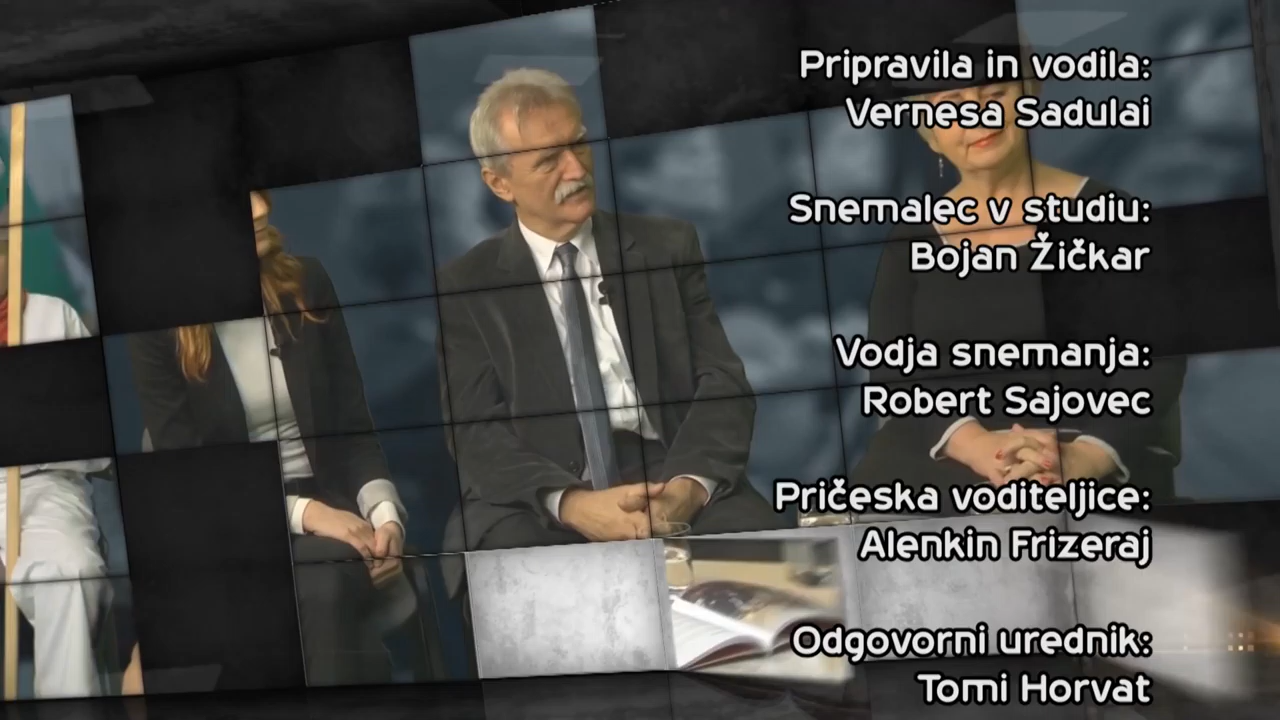 Pripravila in vodila:
Vernesa Sadulai
Snemalec v studiu:
Bojan Žičkar
Vodja snemanja:
Robert Sajovec
Pričeska voditeljice:
Alenkin Frizeraj
Odgovorni urednik:
Tomi Horvat